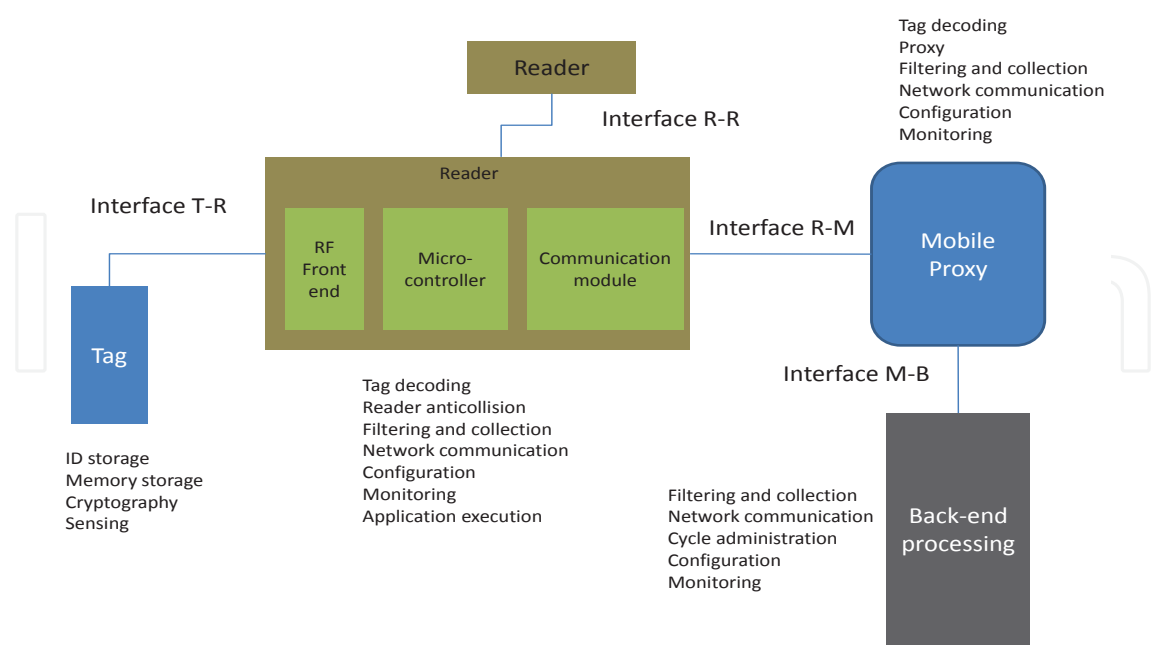 Tag decoding
Proxy
Filtering and collection
Network communication
Configuration
Monitoring
Reader
Interface R-R
Reader
Interface T-R
RF
Front
end
Micro-
controller
Communication
module
Interface R-M
Mobile
Proxy
Tag
Interface M-B
Tag decoding
Reader anticollision
Filtering and collection
Network communication
Configuration
Monitoring
Application execution
ID storage
Memory storage
Cryptography
Sensing
Filtering and collection
Network communication
Cycle administration
Configuration
Monitoring
Back-end
processing